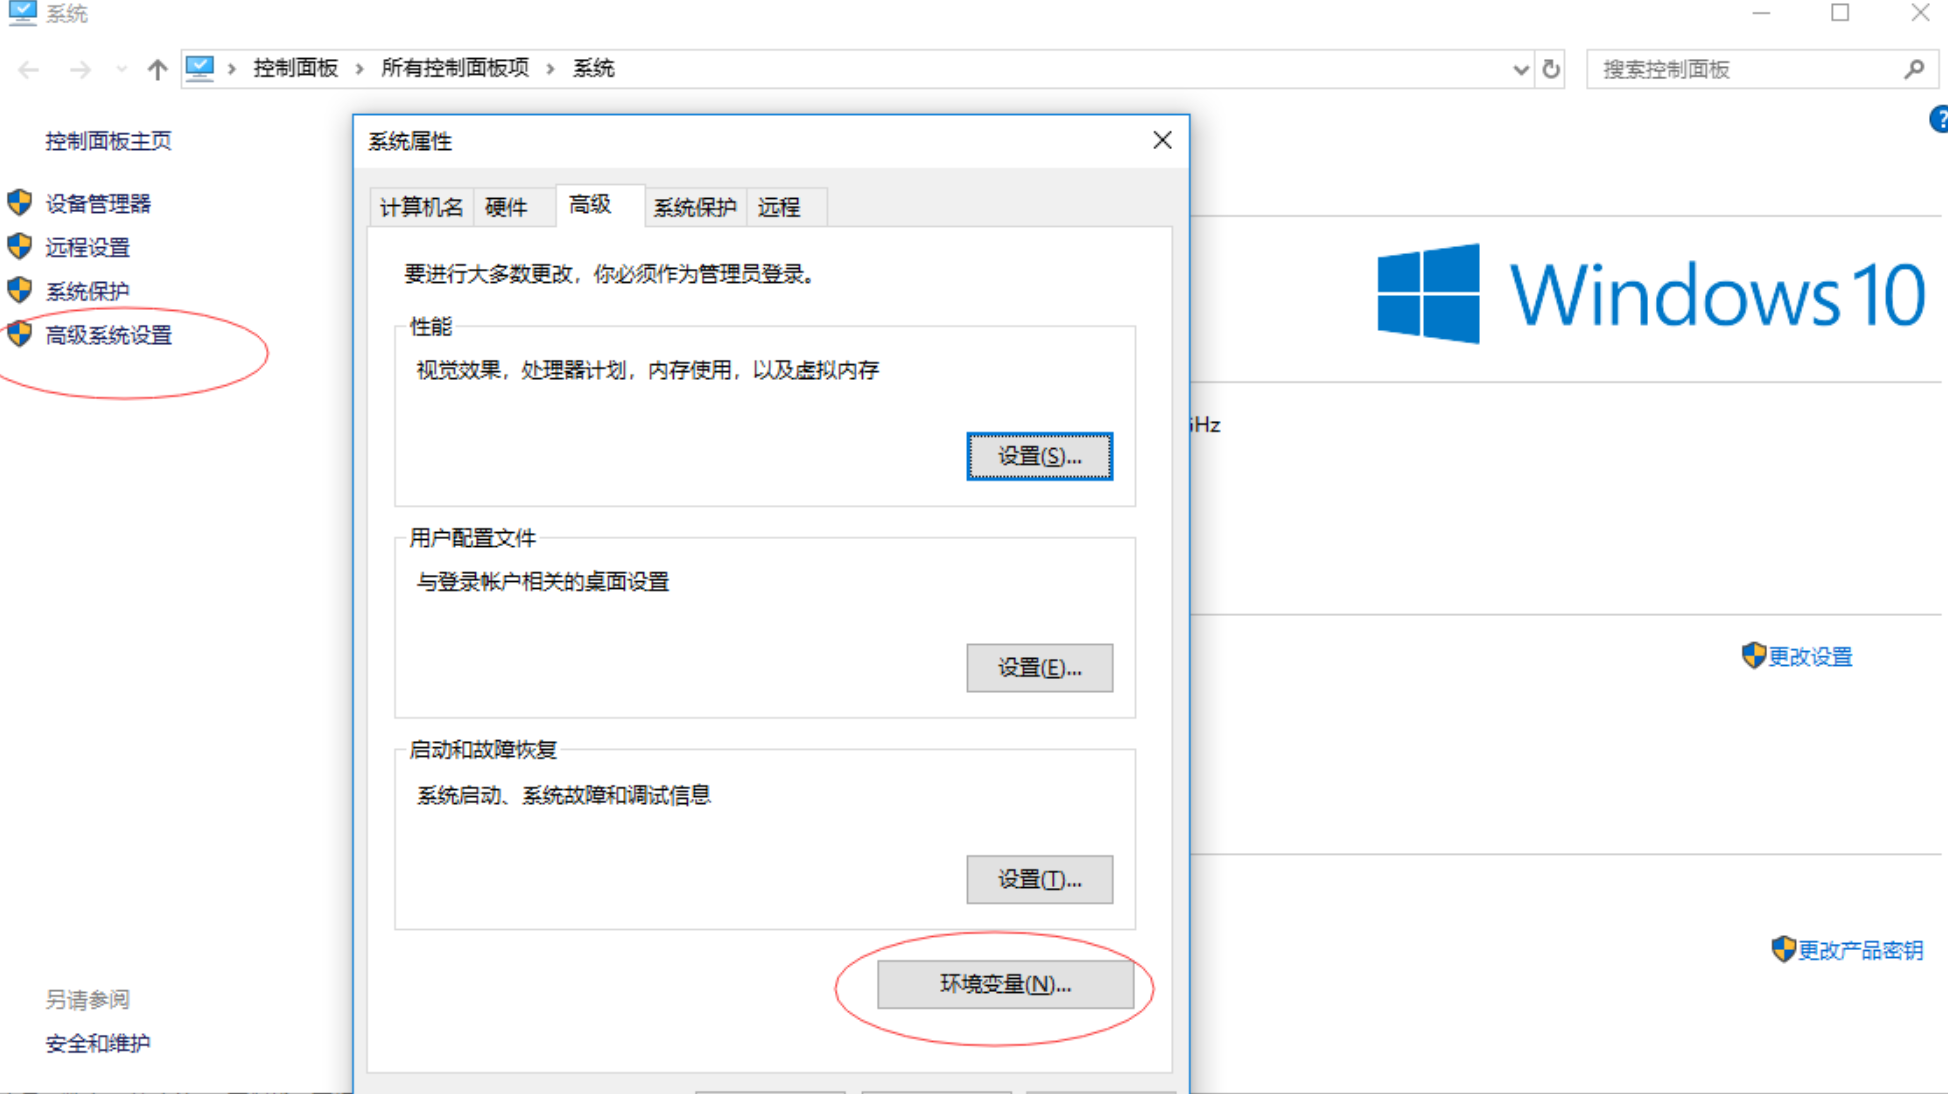 系统
控制面板 › 所有控制面板项 › 系统
搜索控制面板
控制面板主页
设备管理器
远程设置
系统保护
高级系统设置
另请参阅
安全和维护
系统属性
计算机名 硬件 高级 系统保护 远程
要进行大多数更改，你必须作为管理员登录。
性能
视觉效果，处理器计划，内存使用，以及虚拟内存
设置(S)...
用户配置文件
与登录帐户相关的桌面设置
设置(E)...
启动和故障恢复
系统启动、系统故障和调试信息
设置(T)...
环境变量(N)...
?
Windows 10
Hz
更改设置
更改产品密钥